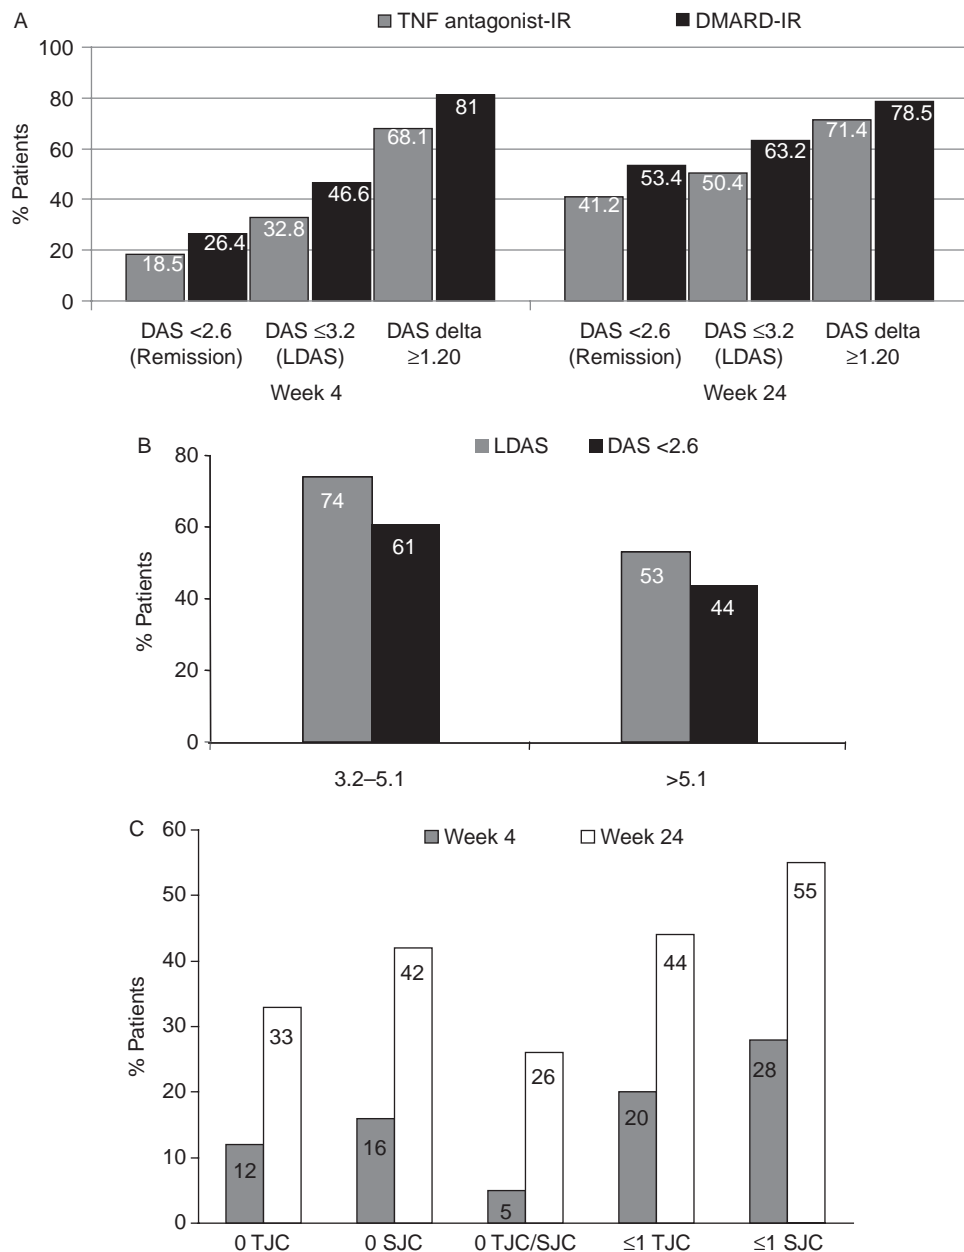 A
TNF antagonist-IR DMARD-IR
100
80
60
40
20
0
% Patients
18.5 26.4 32.8 46.6 68.1 81
41.2 53.4 50.4 63.2 71.4 78.5
DAS <2.6 DAS ≤3.2 DAS delta DAS <2.6 DAS ≤3.2 DAS delta
(Remission) (LDAS) ≥1.20 (Remission) (LDAS) ≥1.20
Week 4 Week 24
B
LDAS DAS <2.6
80
60
40
20
0
% Patients
74 61 53 44
3.2–5.1 >5.1
C
Week 4 Week 24
60
50
40
30
20
10
0
% Patients
12 33 16 42 5 26 20 44 28 55
0 TJC 0 SJC 0 TJC/SJC ≤1 TJC ≤1 SJC